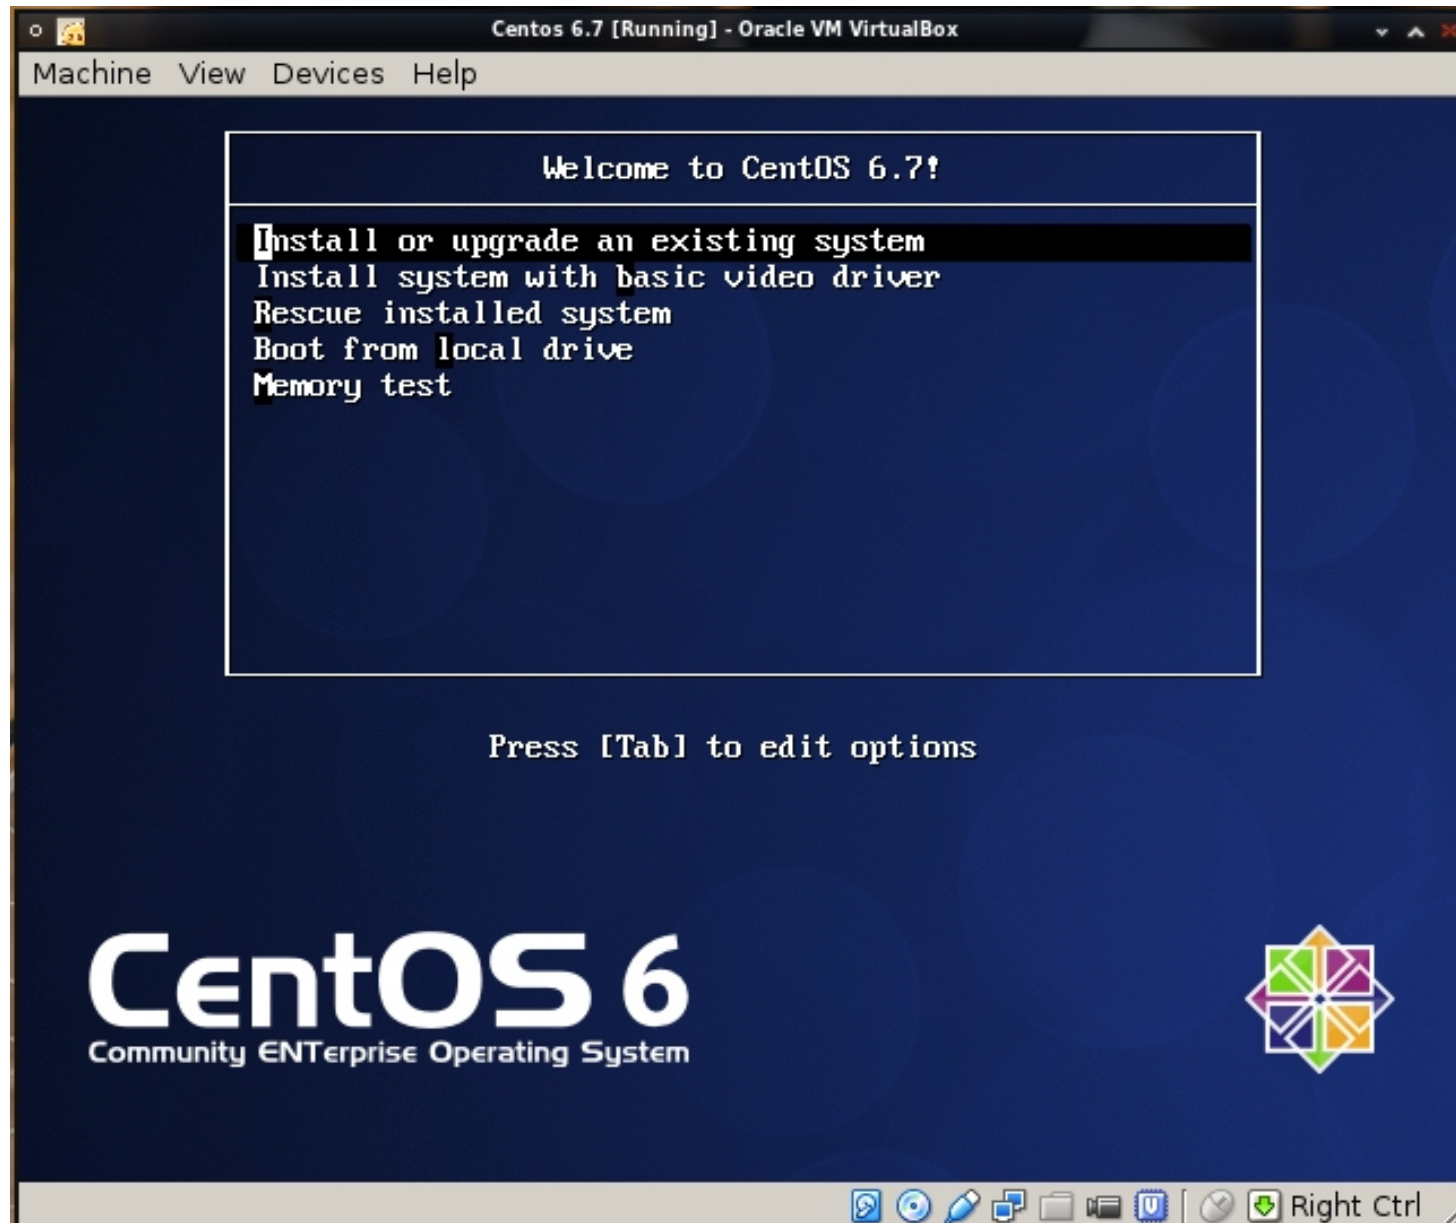 Centos 6.7 [Running] - Oracle VM VirtualBox
Machine View Devices Help
Welcome to CentOS 6.7!
Install or upgrade an existing system
Install system with basic video driver
Rescue installed system
Boot from local drive
Memory test
Press [Tab] to edit options
CentOS 6
Community ENTerprise Operating System
Right Ctrl